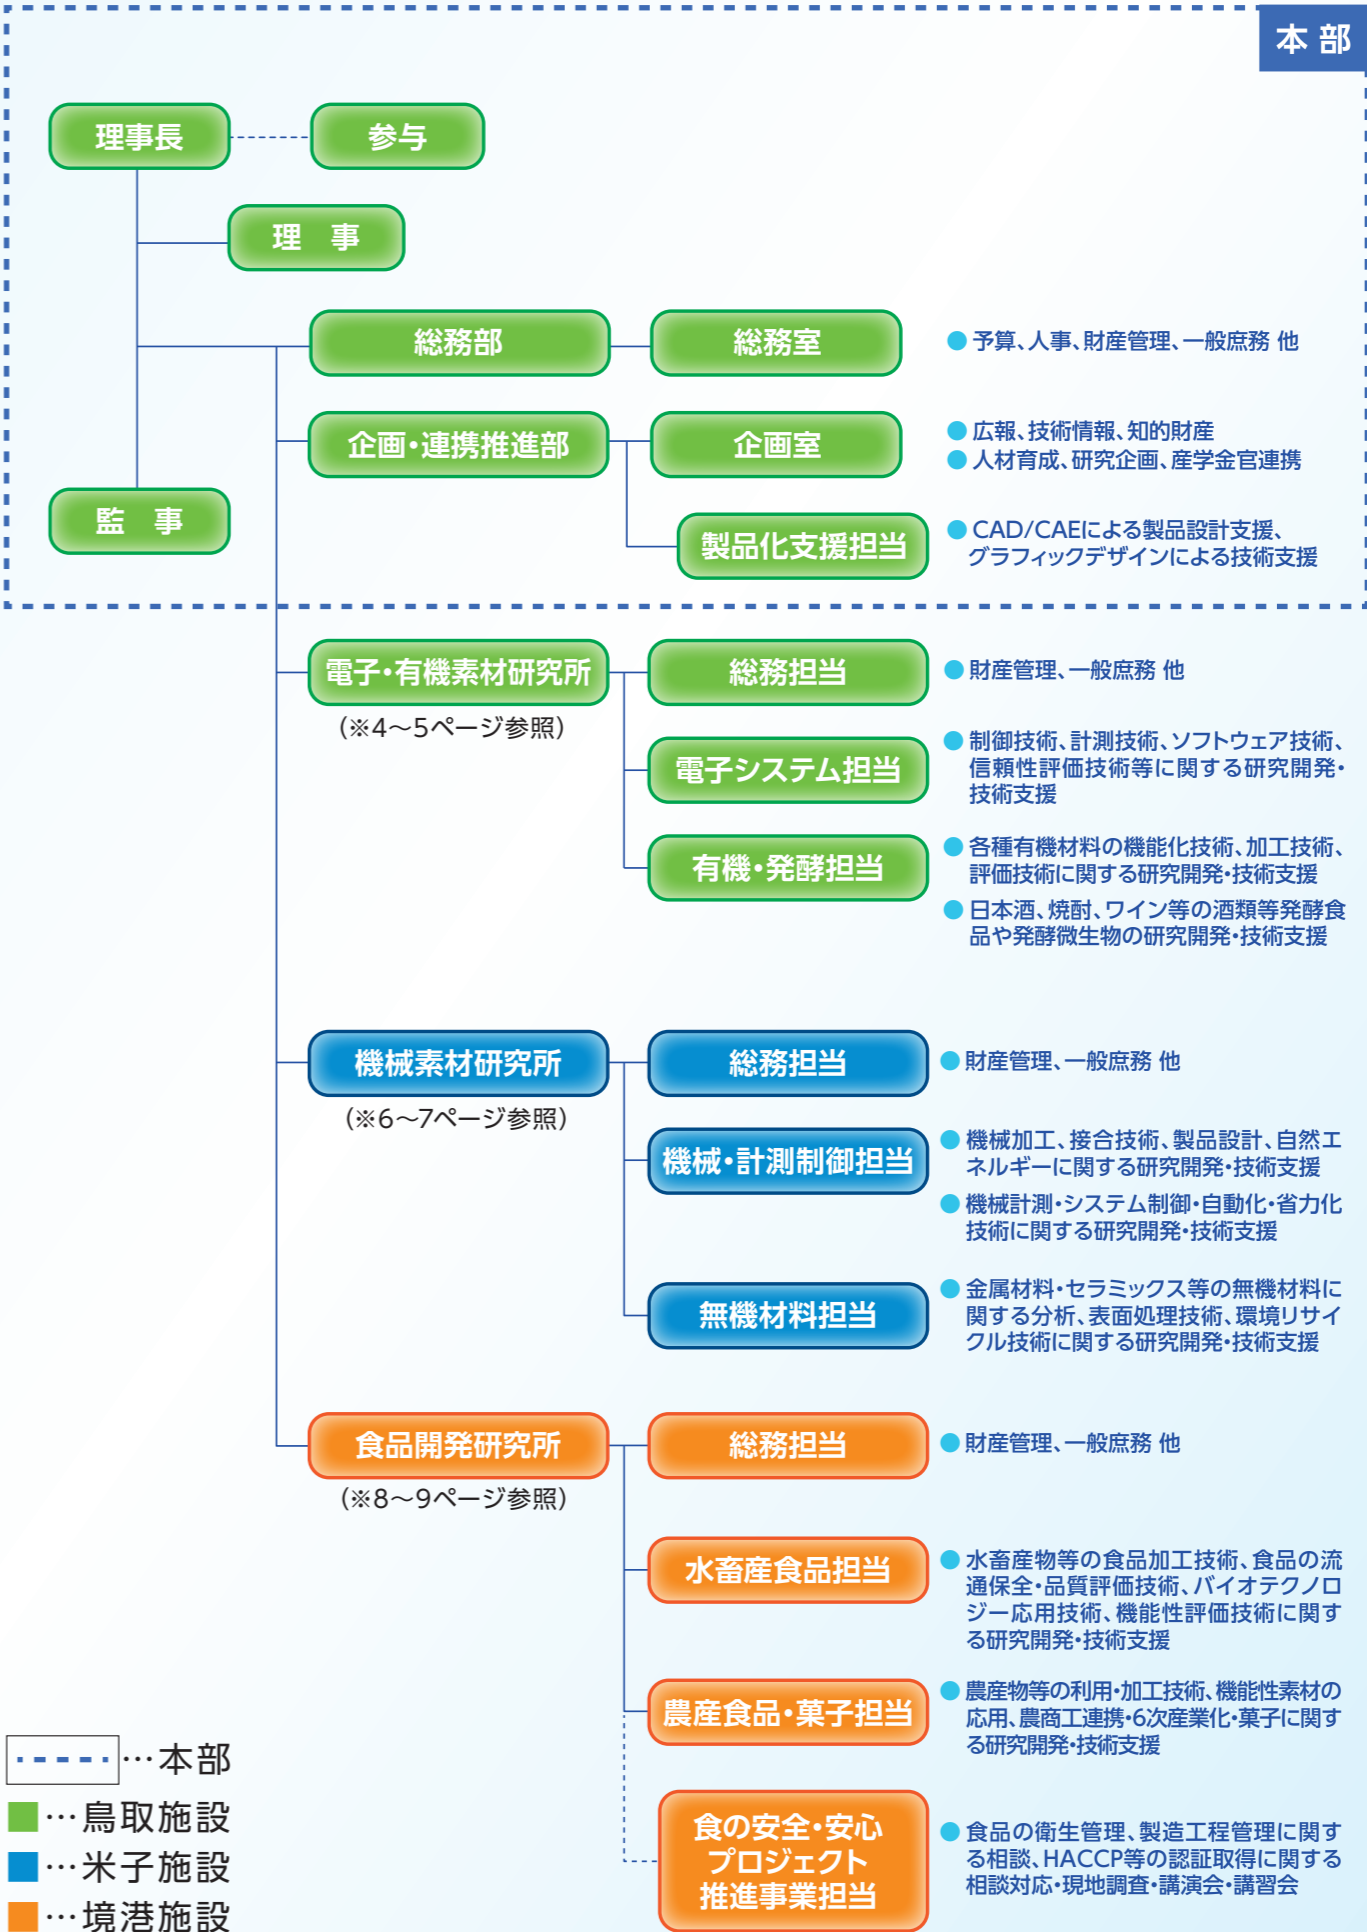 本 部
理事長
参与
理 事
総務部
総務室
● 予算、人事、財産管理、一般庶務 他
企画・連携推進部
企画室
● 広報、技術情報、知的財産
● 人材育成、研究企画、産学金官連携
監 事
製品化支援担当
● CAD/CAEによる製品設計支援、
グラフィックデザインによる技術支援
電子・有機素材研究所
(※4〜5ページ参照)
総務担当
● 財産管理、一般庶務 他
電子システム担当
● 制御技術、計測技術、ソフトウェア技術、
信頼性評価技術等に関する研究開発・
技術支援
有機・発酵担当
● 各種有機材料の機能化技術、加工技術、
評価技術に関する研究開発・技術支援
● 日本酒、焼酎、ワイン等の酒類等発酵食
品や発酵微生物の研究開発・技術支援
機械素材研究所
(※6〜7ページ参照)
総務担当
● 財産管理、一般庶務 他
機械・計測制御担当
● 機械加工、接合技術、製品設計、自然エ
ネルギーに関する研究開発・技術支援
● 機械計測・システム制御・自動化・省力化
技術に関する研究開発・技術支援
無機材料担当
● 金属材料・セラミックス等の無機材料に
関する分析、表面処理技術、環境リサイ
クル技術に関する研究開発・技術支援
食品開発研究所
(※8〜9ページ参照)
総務担当
● 財産管理、一般庶務 他
水畜産食品担当
● 水畜産物等の食品加工技術、食品の流
通保全・品質評価技術、バイオテクノロ
ジー応用技術、機能性評価技術に関す
る研究開発・技術支援
農産食品・菓子担当
● 農産物等の利用・加工技術、機能性素材の
応用、農商工連携・6次産業化・菓子に関す
る研究開発・技術支援
食の安全・安心
プロジェクト
推進事業担当
● 食品の衛生管理、製造工程管理に関す
る相談、HACCP等の認証取得に関する
相談対応・現地調査・講演会・講習会
…本部
■…鳥取施設
■…米子施設
■…境港施設